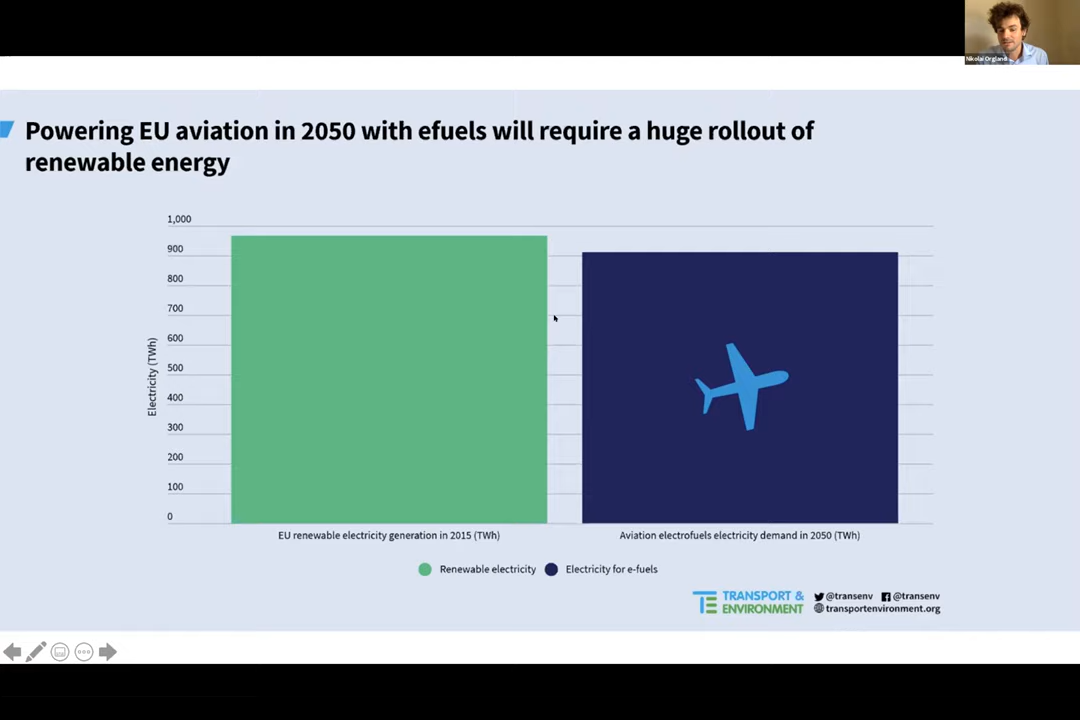 Nikolai Orgland
Powering EU aviation in 2050 with efuels will require a huge rollout of
renewable energy
1,000
900
800
700
600
500
400
300
200
100
0
Electricity (TWh)
EU renewable electricity generation in 2015 (TWh)
Aviation electrofuels electricity demand in 2050 (TWh)
Renewable electricity
Electricity for e-fuels
TE
TRANSPORT &
ENVIRONMENT
@transenv
@transenv
transportenvironment.org